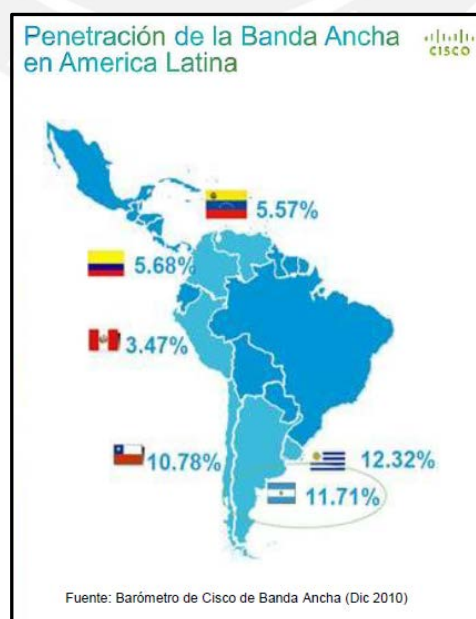 Penetración de la Banda Ancha
en America Latina
CISCO
5.57%
5.68%
3.47%
10.78%
12.32%
11.71%
Fuente: Barómetro de Cisco de Banda Ancha (Dic 2010)